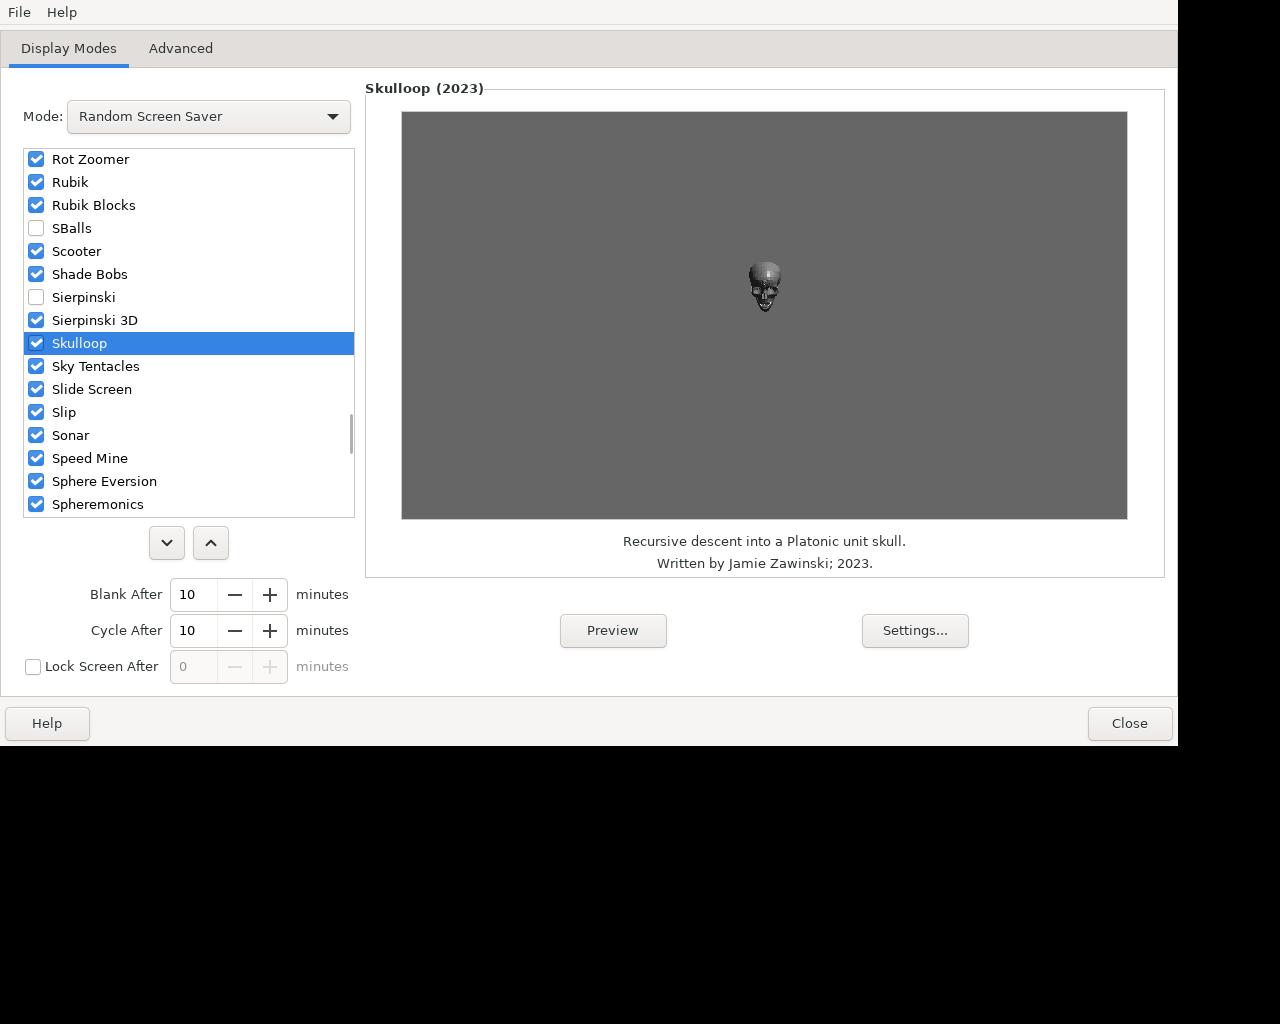 File Help
Display Modes Advanced
Mode: Random Screen Saver
Rot Zoomer
Rubik
Rubik Blocks
SBalls
Scooter
Shade Bobs
Sierpinski
Sierpinski 3D
Skulloop
Sky Tentacles
Slide Screen
Slip
Sonar
Speed Mine
Sphere Eversion
Spheremonics
Blank After 10 minutes
Cycle After 10 minutes
Lock Screen After 0 minutes
Skulloop (2023)
Recursive descent into a Platonic unit skull.
Written by Jamie Zawinski; 2023.
Preview Settings...
Help Close